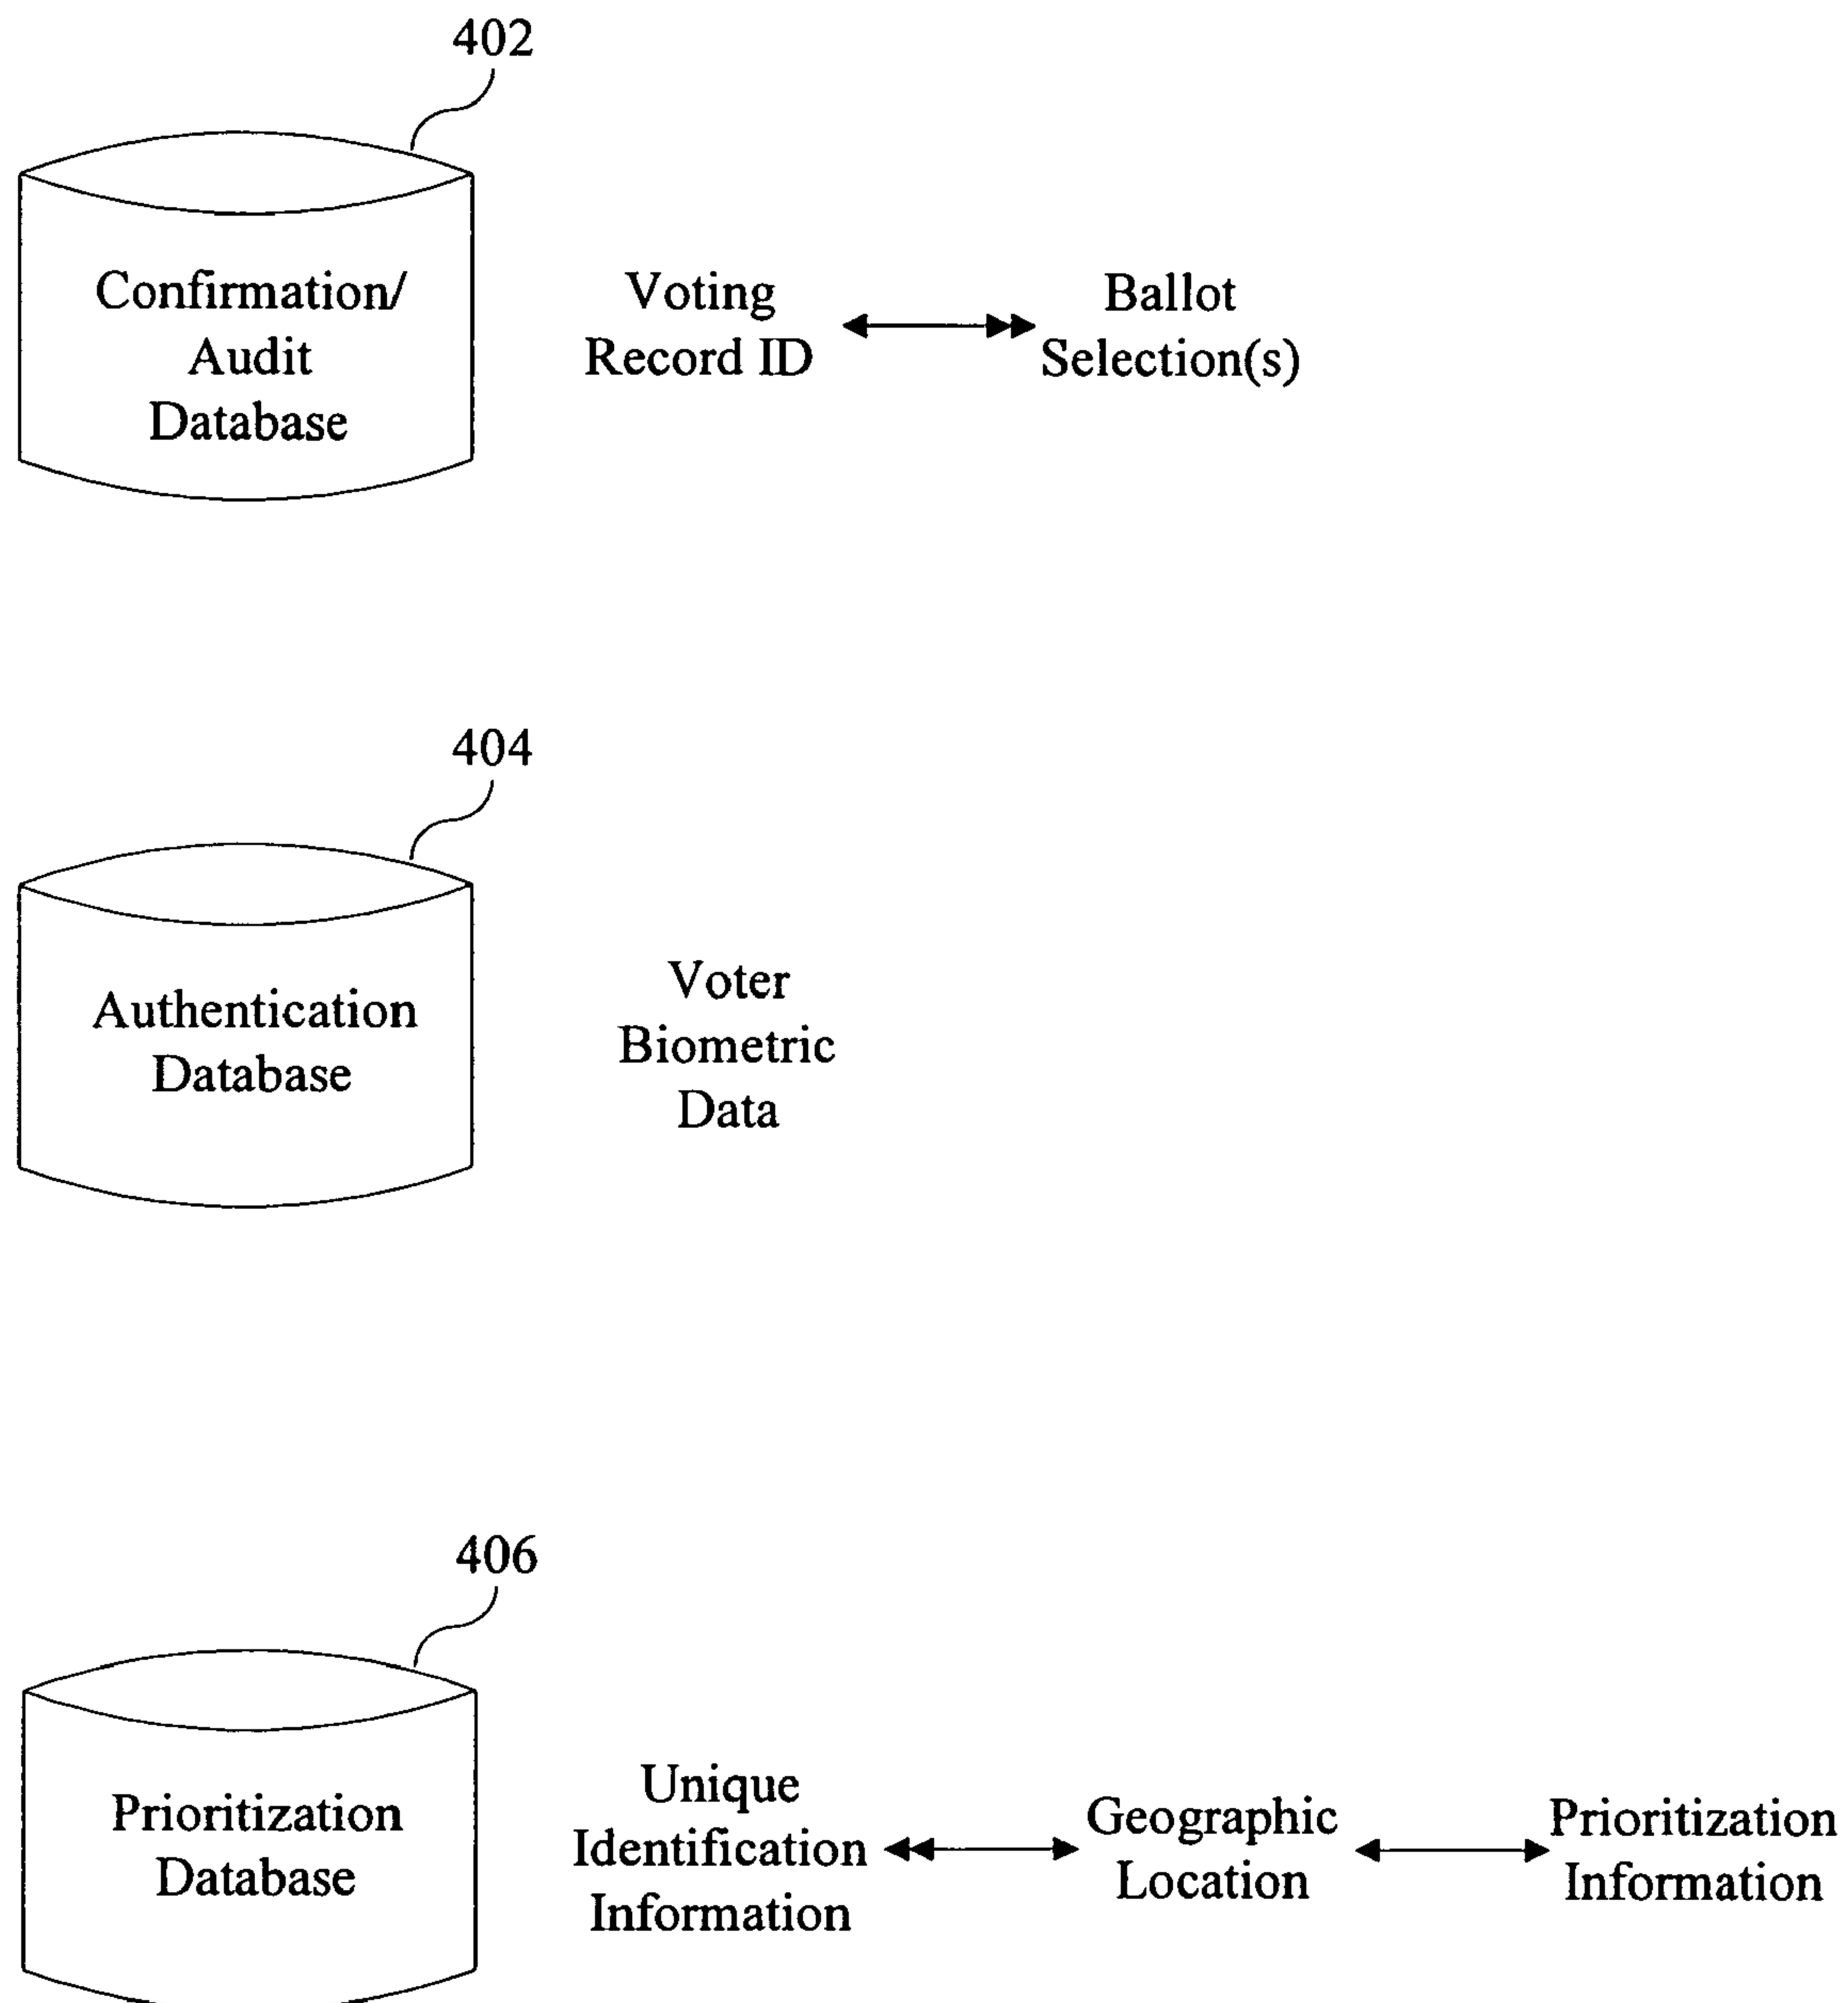 402
Confirmation/
Audit
Database
Voting
Record ID
Ballot
Selection(s)
404
Authentication
Database
Voter
Biometric
Data
406
Prioritization
Database
Unique
Identification
Information
Geographic
Location
Prioritization
Information